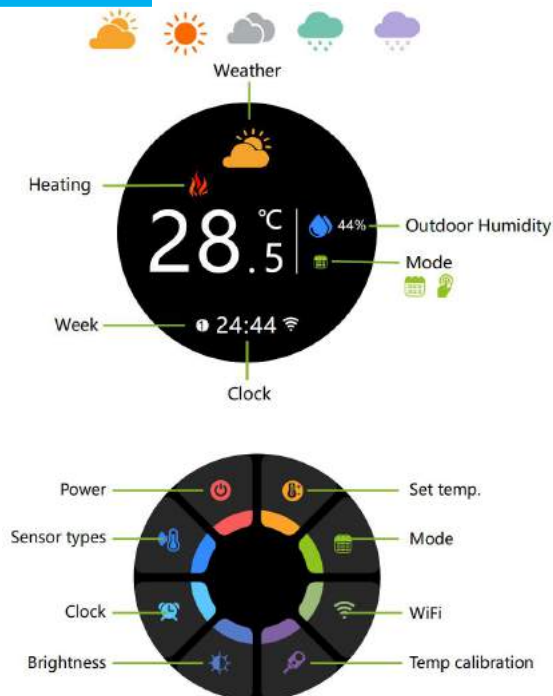 Weather
Heating
28.5 °C
44%
Outdoor Humidity
Mode
Week
1 24:44
Clock
Power
Set temp.
Sensor types
Mode
Clock
WiFi
Brightness
Temp calibration